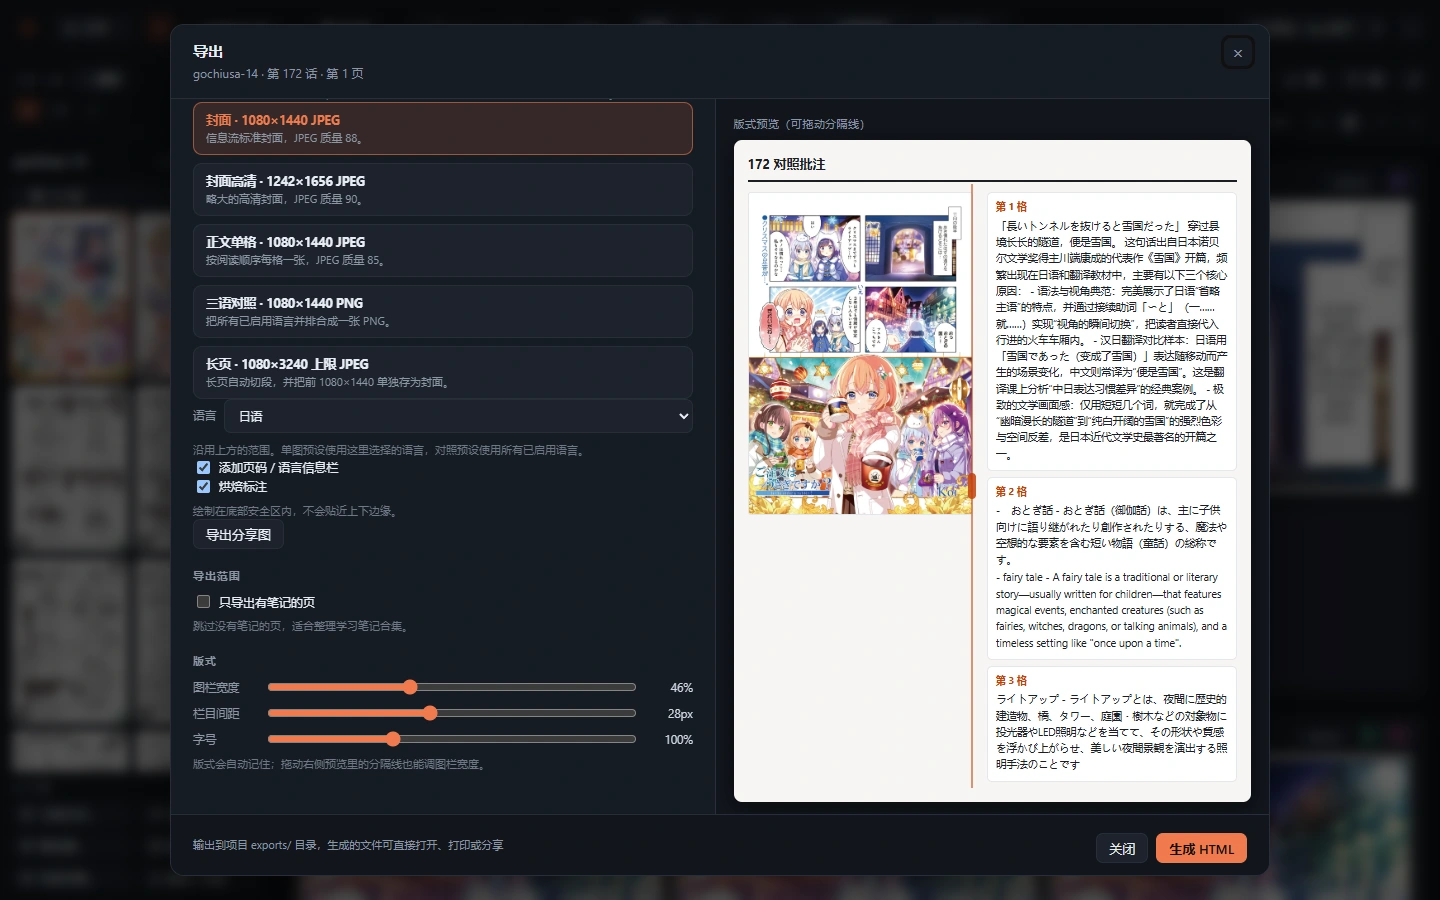 导出
gochiusa-14 · 第 172 话 · 第 1 页
×
封面 · 1080×1440 JPEG
信息流标准封面，JPEG 质量 88。
封面高清 · 1242×1656 JPEG
略大的高清封面，JPEG 质量 90。
正文单格 · 1080×1440 JPEG
按阅读顺序每格一张，JPEG 质量 85。
三语对照 · 1080×1440 PNG
把所有已启用语言并排合成一张 PNG。
长页 · 1080×3240 上限 JPEG
长页自动切段，并把前 1080×1440 单独存为封面。
语言 日语
沿用上方的范围。单图预设使用这里选择的语言，对照预设使用所有已启用语言。
添加页码 / 语言信息栏
烘焙标注
绘制在底部安全区内，不会贴近上下边缘。
导出分享图
导出范围
只导出有笔记的页
跳过没有笔记的页，适合整理学习笔记合集。
版式
图栏宽度 46%
栏目间距 28px
字号 100%
版式会自动记住；拖动右侧预览里的分隔线也能调图栏宽度。
版式预览（可拖动分隔线）
172 对照批注
クリスマスの星言葉…
ご注文は
うさぎですか?
Koi
第 1 格
「長いトンネルを抜けると雪国だった」 穿过县
境长长的隧道，便是雪国。 这句话出自日本诺贝
尔文学奖得主川端康成的代表作《雪国》开篇，频
繁出现在日语和翻译教材中，主要有以下三个核心
原因： - 语法与视角典范：完美展示了日语“省略
主语”的特点，并通过接续助词「〜と」（一……
就……）实现“视角的瞬间切换”，把读者直接代入
行进的火车车厢内。 - 汉日翻译对比样本：日语用
「雪国であった（变成了雪国）」表达随移动而产
生的场景变化，中文则常译为“便是雪国”。这是翻
译课上分析“中日表达习惯差异”的经典案例。 - 极
致的文学画面感：仅用短短几个词，就完成了从
“幽暗漫长的隧道”到“纯白开阔的雪国”的强烈色彩
与空间反差，是日本近代文学史最著名的开篇之
一。
第 2 格
- おとぎ話 - おとぎ話（御伽話）は、主に子供
向けに語り継がれたり創作されたりする、魔法や
空想的な要素を含む短い物語（童話）の総称で
す。
- fairy tale - A fairy tale is a traditional or literary
story—usually written for children—that features
magical events, enchanted creatures (such as
fairies, witches, dragons, or talking animals), and a
timeless setting like "once upon a time".
第 3 格
ライトアップ - ライトアップとは、夜間に歴史的
建造物、橋、タワー、庭園・樹木などの対象物に
投光器やLED照明などを当てて、その形状や質感
を浮かび上がらせ、美しい夜間景観を演出する照
明手法のことです
输出到项目 exports/ 目录，生成的文件可直接打开、打印或分享
关闭
生成 HTML